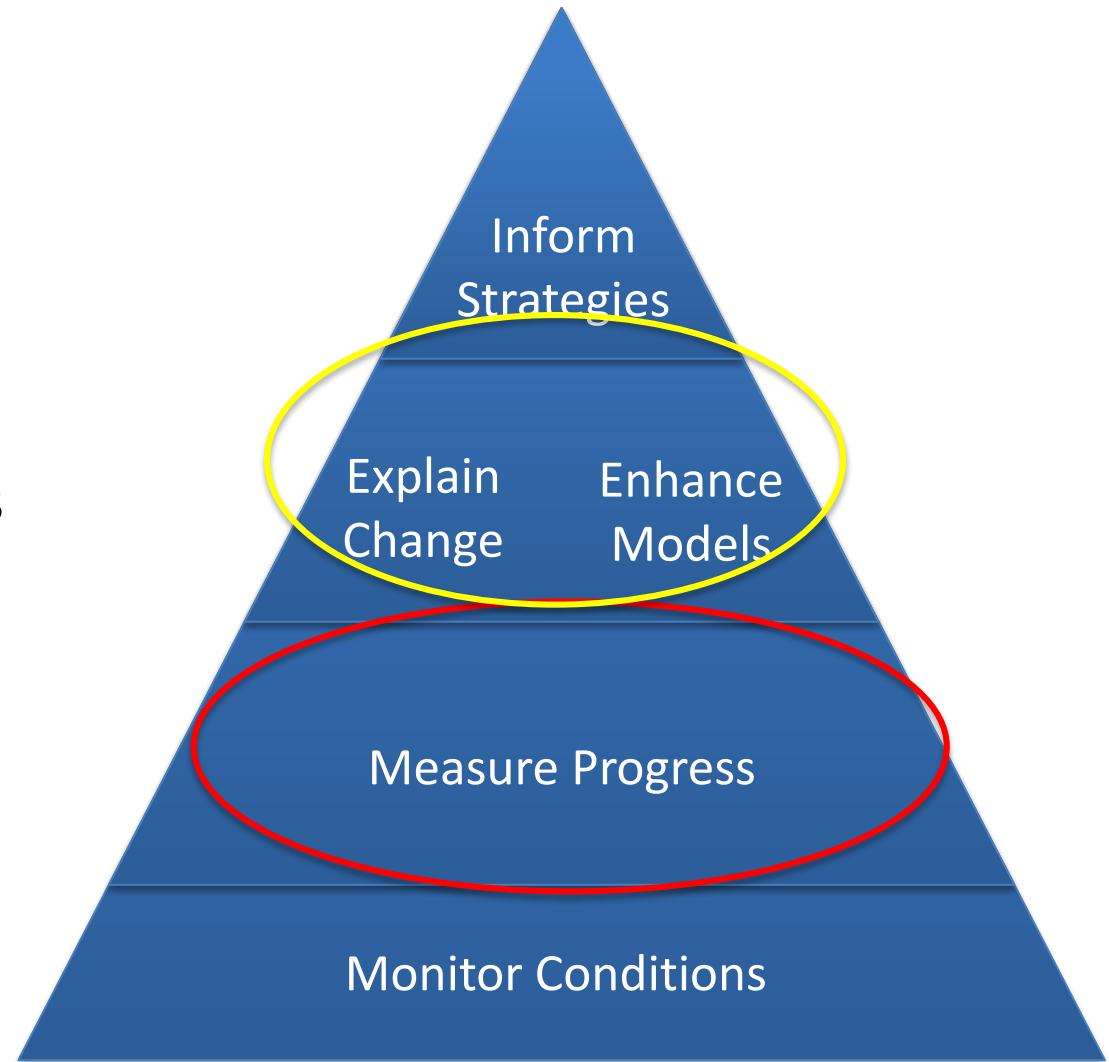 Inform
Strategies
Explain Enhance
Change Models
Measure Progress
Monitor Conditions